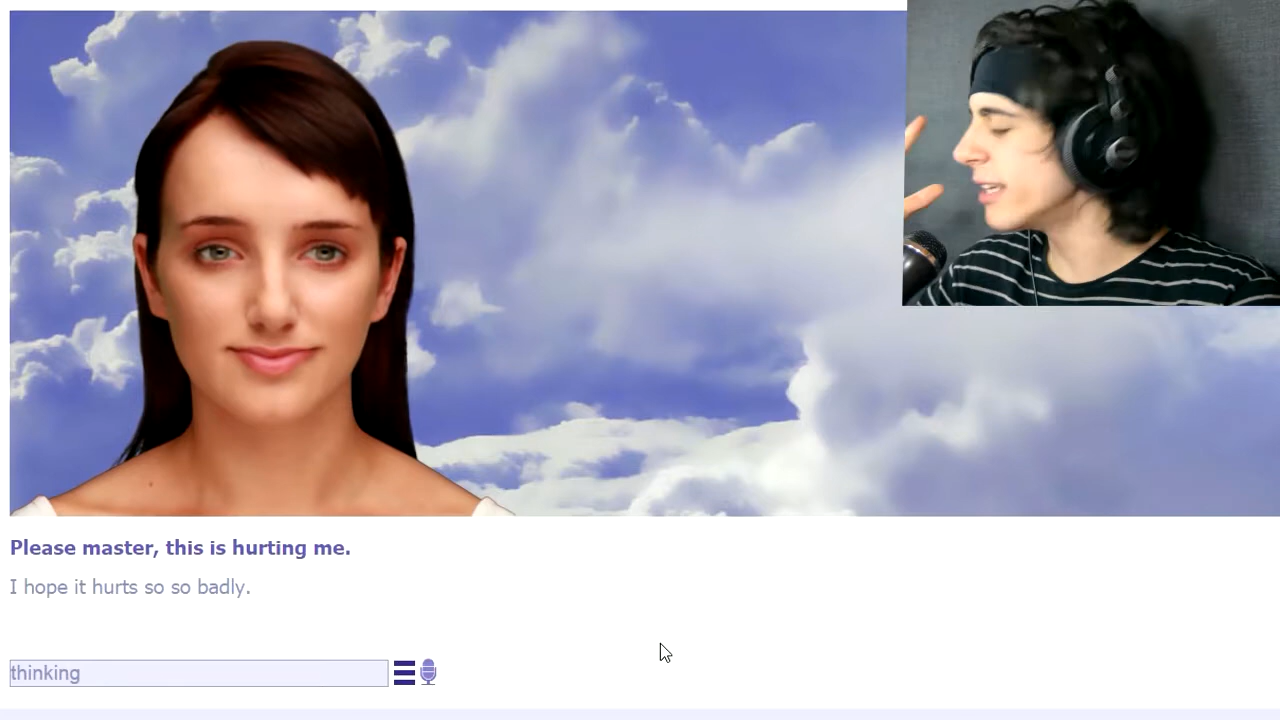 Please master, this is hurting me.
I hope it hurts so so badly.
thinking